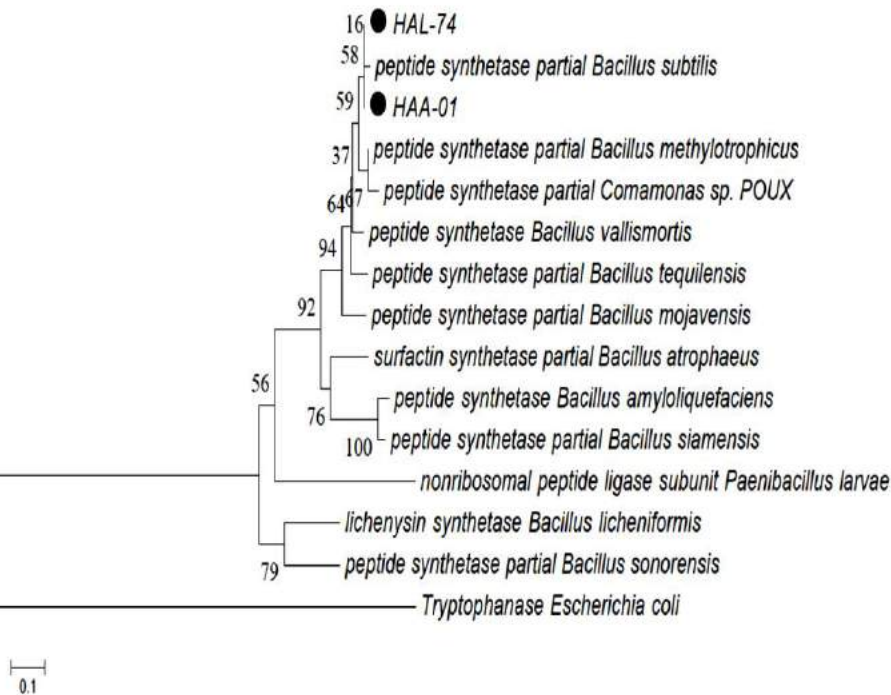 16 HAL-74
58
peptide synthetase partial Bacillus subtilis
59 HAA-01
37 peptide synthetase partial Bacillus methylotrophicus
67 peptide synthetase partial Comamonas sp. POUX
64
peptide synthetase Bacillus vallismortis
94
peptide synthetase partial Bacillus tequilensis
92
peptide synthetase partial Bacillus mojavensis
surfactin synthetase partial Bacillus atrophaeus
56
peptide synthetase Bacillus amyloliquefaciens
76
100 peptide synthetase partial Bacillus siamensis
nonribosomal peptide ligase subunit Paenibacillus larvae
lichenysin synthetase Bacillus licheniformis
79 peptide synthetase partial Bacillus sonorensis
Tryptophanase Escherichia coli
0.1